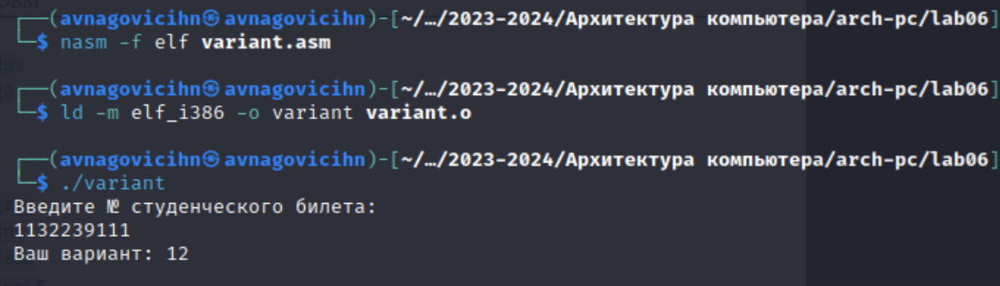 ┌──(avnagovicihn㉿avnagovicihn)-[~/…/2023-2024/Архитектура компьютера/arch-pc/lab06]
└─$ nasm -f elf variant.asm
┌──(avnagovicihn㉿avnagovicihn)-[~/…/2023-2024/Архитектура компьютера/arch-pc/lab06]
└─$ ld -m elf_i386 -o variant variant.o
┌──(avnagovicihn㉿avnagovicihn)-[~/…/2023-2024/Архитектура компьютера/arch-pc/lab06]
└─$ ./variant
Введите № студенческого билета:
1132239111
Ваш вариант: 12